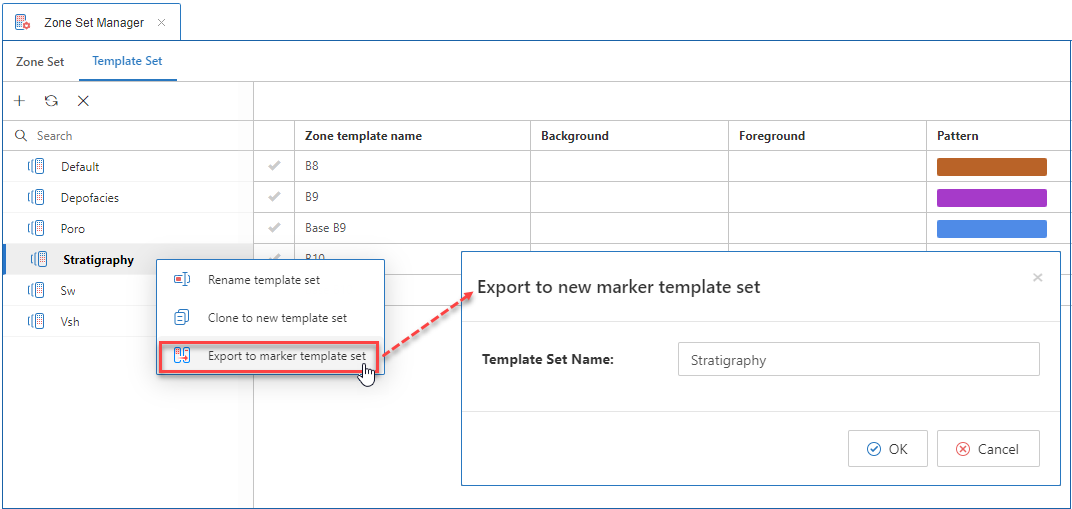 Zone Set Manager
Zone Set Template Set
Search
Zone template name Background Foreground Pattern
Default
B8
Depofacies
B9
Poro
Base B9
Stratigraphy
B10
Sw
Vsh
Rename template set
Clone to new template set
Export to marker template set
Export to new marker template set
Template Set Name: Stratigraphy
OK Cancel